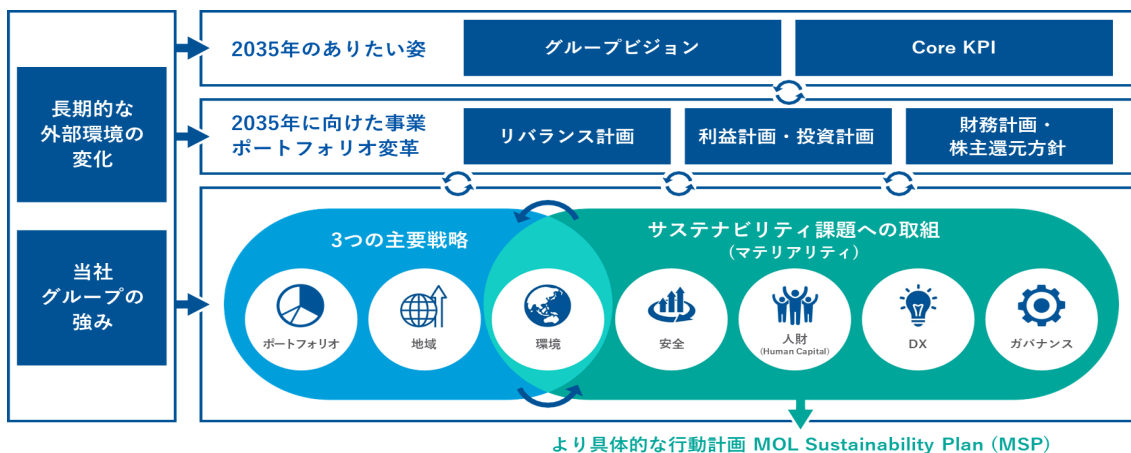 長期的な
外部環境の
変化
当社
グループの
強み
2035年のありたい姿
グループビジョン
Core KPI
2035年に向けた事業
ポートフォリオ変革
リバランス計画
利益計画・投資計画
財務計画・
株主還元方針
3つの主要戦略
サステナビリティ課題への取組
(マテリアリティ)
ポートフォリオ
地域
環境
安全
人財
(Human Capital)
DX
ガバナンス
より具体的な行動計画 MOL Sustainability Plan (MSP)